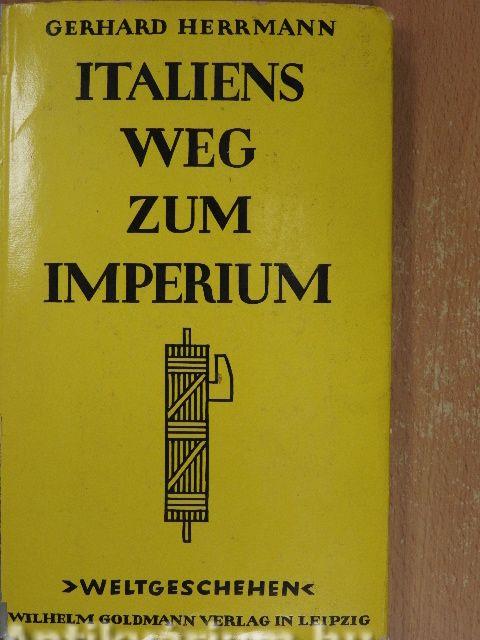 GERHARD HERRMANN
ITALIENS
WEG
ZUM
IMPERIUM
>WELTGESCHEHEN<
WILHELM GOLDMANN VERLAG IN LEIPZIG